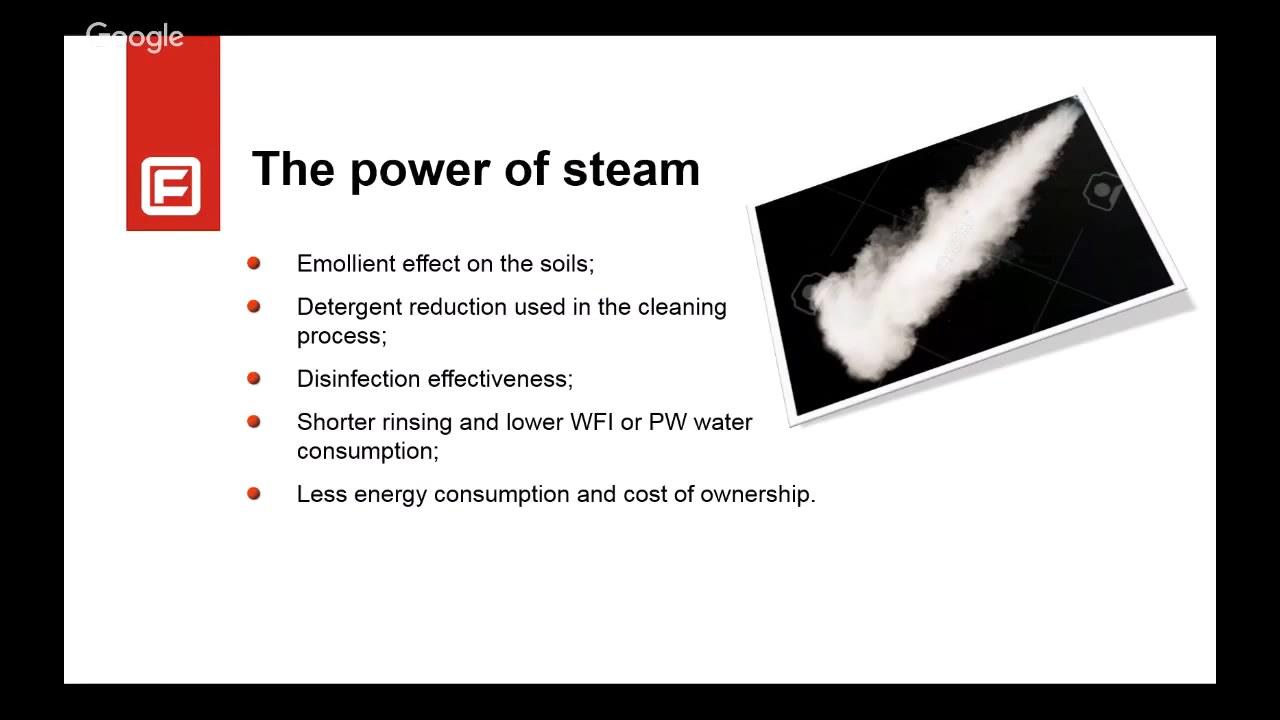 Google
F
The power of steam
Emollient effect on the soils;
Detergent reduction used in the cleaning
process;
Disinfection effectiveness;
Shorter rinsing and lower WFI or PW water
consumption;
Less energy consumption and cost of ownership.